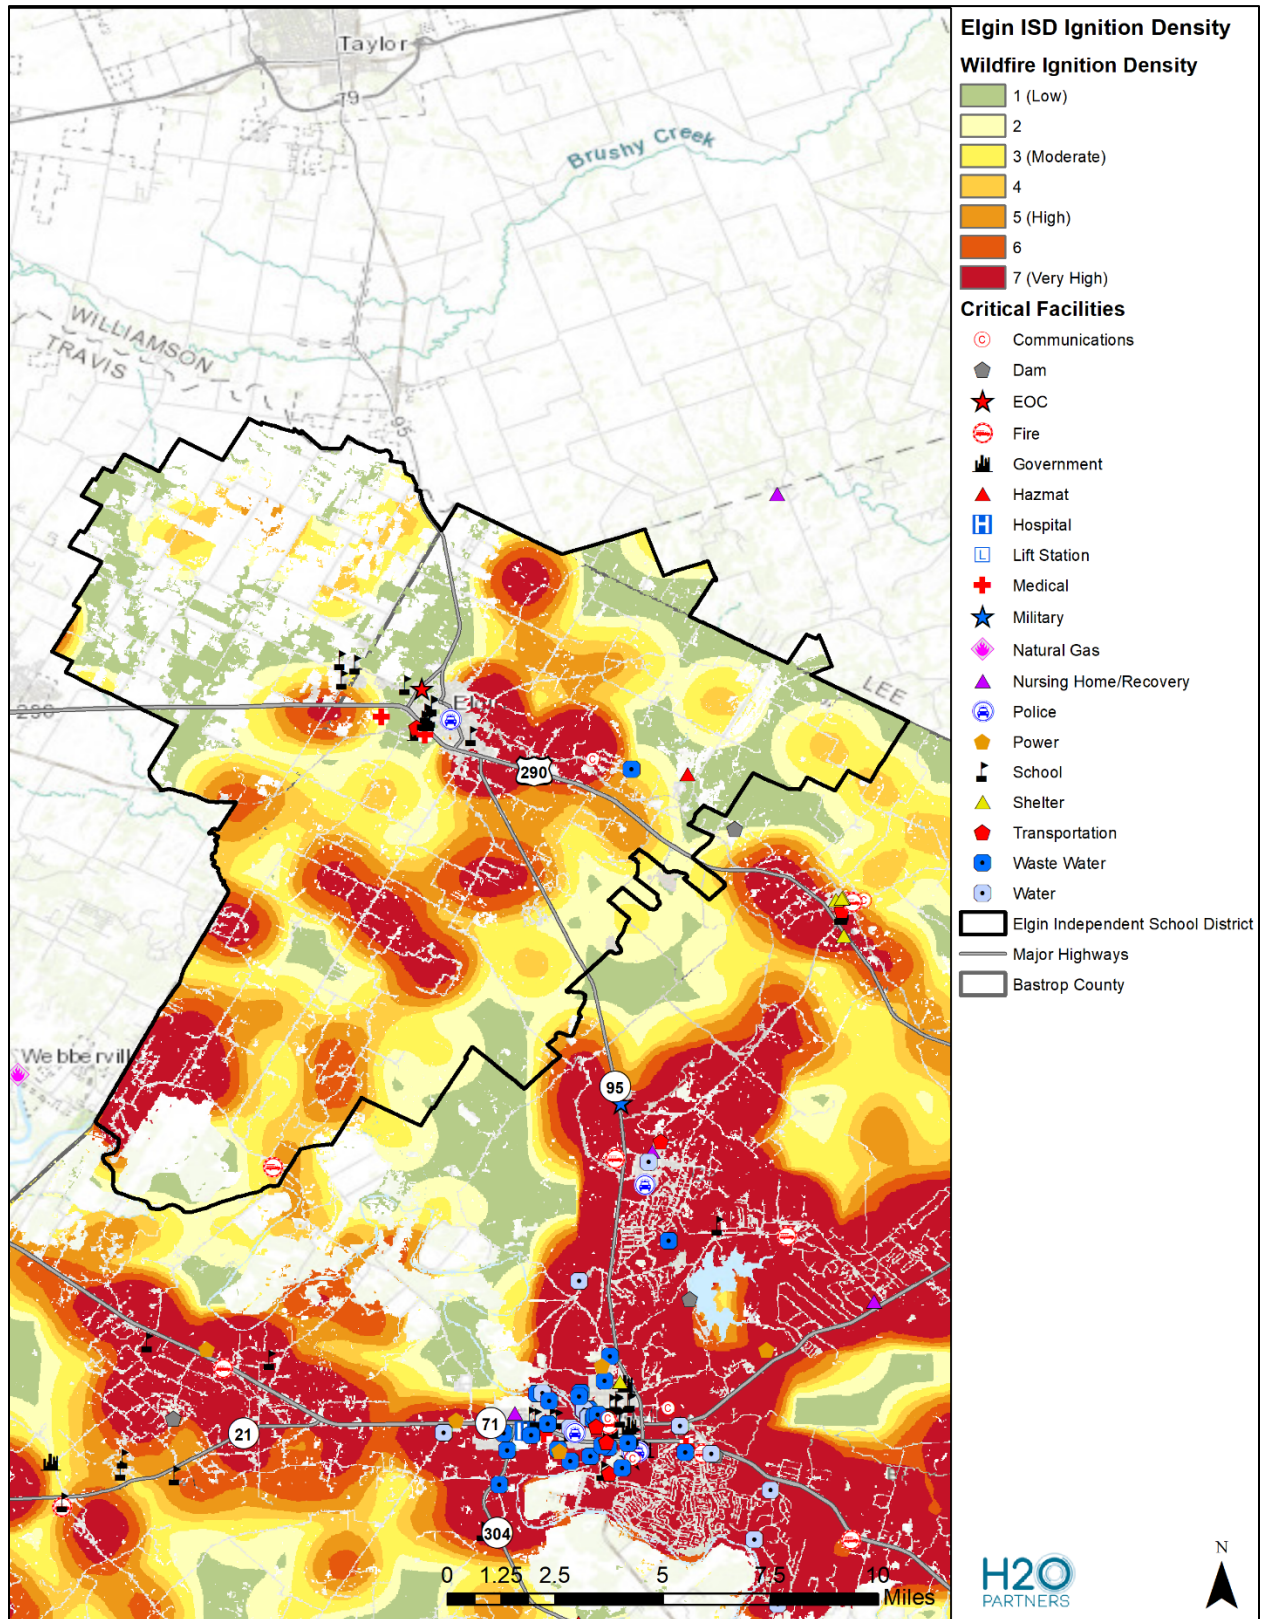 Taylor
79
Brushy Creek
WILLIAMSON
TRAVIS
95
LEE
290
290
Webbervill
95
71
21
304
0 1.25 2.5 5 7.5 10
Miles
Elgin ISD Ignition Density
Wildfire Ignition Density
1 (Low)
2
3 (Moderate)
4
5 (High)
6
7 (Very High)
Critical Facilities
C Communications
Dam
EOC
Fire
Government
Hazmat
H Hospital
L Lift Station
Medical
Military
Natural Gas
Nursing Home/Recovery
Police
Power
School
Shelter
Transportation
Waste Water
Water
Elgin Independent School District
Major Highways
Bastrop County
H2O
PARTNERS
N